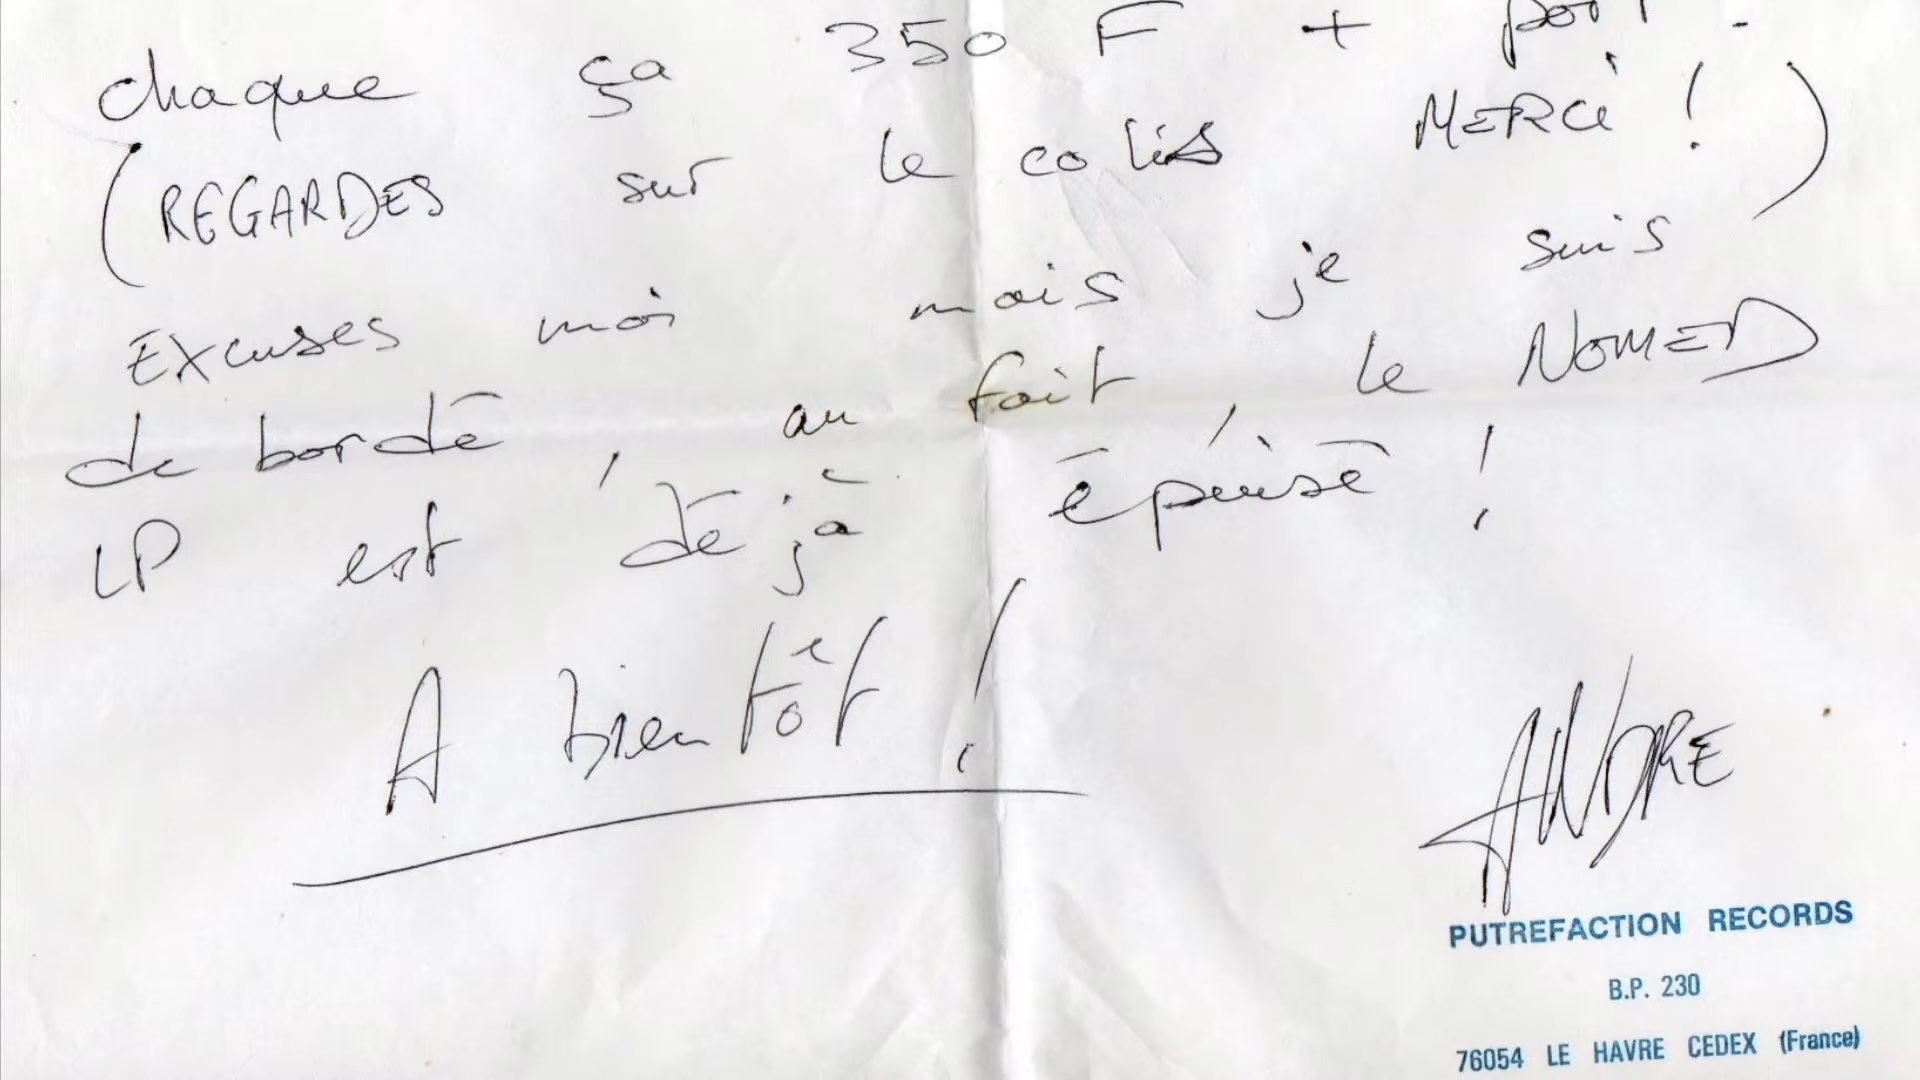 chaque ça 350 F + port.
(REGARDES sur le colis MERCi !)
EXCuses moi mais je suis
débordé, au fait, le NOMED
LP est déjà épuisé !
A bientôt !
ANDRE
PUTREFACTION RECORDS
B.P. 230
76054 LE HAVRE CEDEX (France)